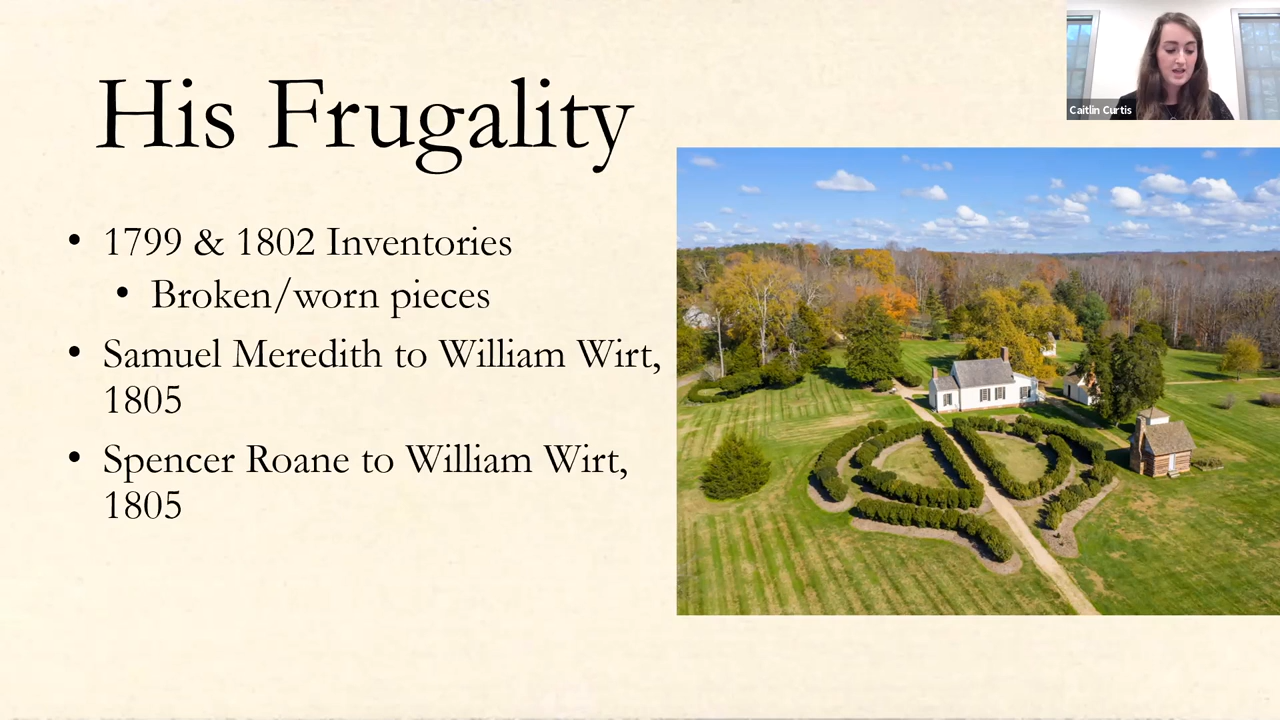 His Frugality
• 1799 & 1802 Inventories
• Broken/worn pieces
• Samuel Meredith to William Wirt,
1805
• Spencer Roane to William Wirt,
1805
Caitlin Curtis